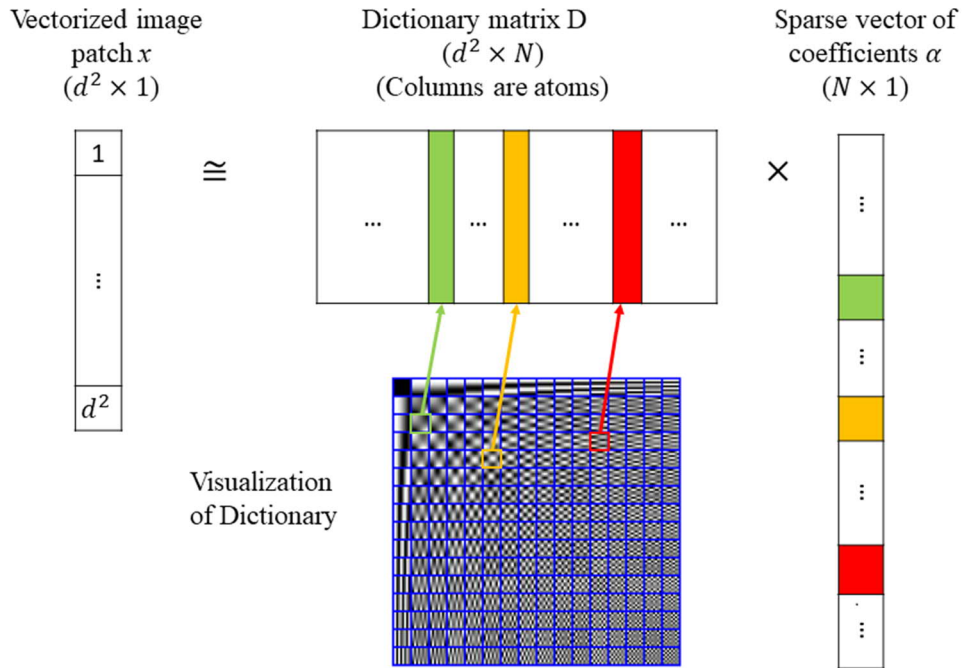 Vectorized image
patch x
(d² × 1)
Dictionary matrix D
(d² × N)
(Columns are atoms)
Sparse vector of
coefficients α
(N × 1)
1
⋮
d²
≅
... ... ... ...
×
⋮
⋮
⋮
⋮
Visualization
of Dictionary